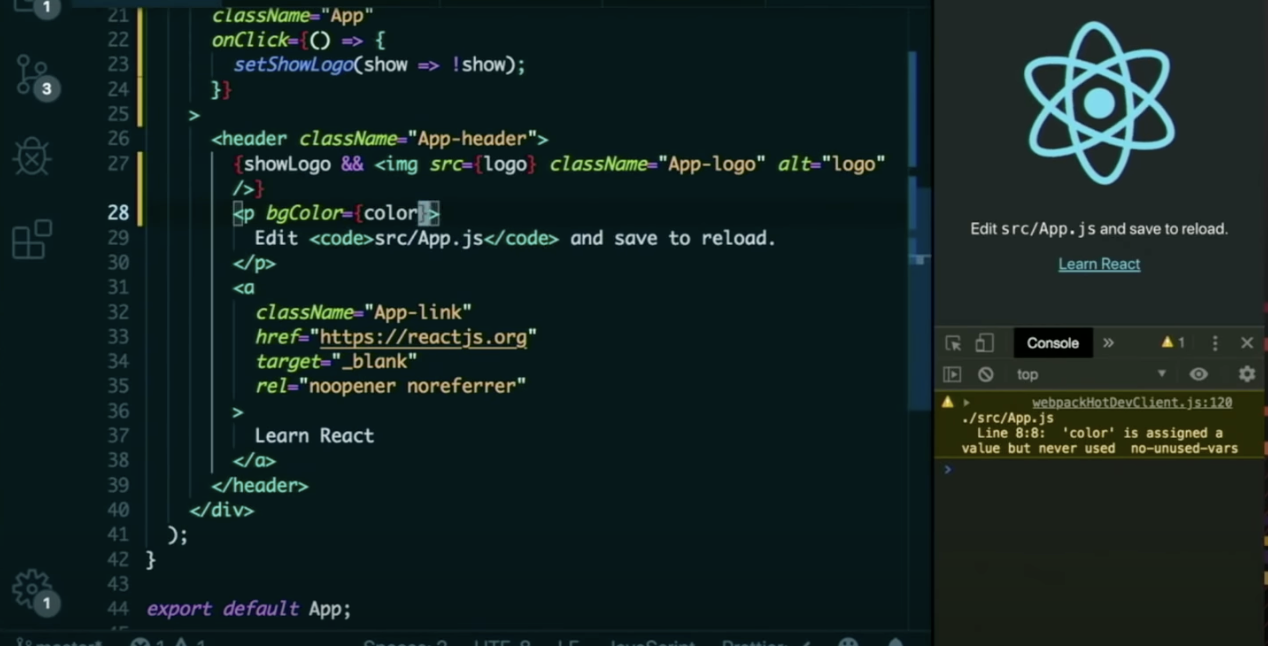 1
3
21 className="App"
22 onClick={() => {
23 setShowLogo(show => !show);
24 }}
25 >
26 <header className="App-header">
27 {showLogo && <img src={logo} className="App-logo" alt="logo"
/>}
28 <p bgColor={color}>
29 Edit <code>src/App.js</code> and save to reload.
30 </p>
31 <a
32 className="App-link"
33 href="https://reactjs.org"
34 target="_blank"
35 rel="noopener noreferrer"
36 >
37 Learn React
38 </a>
39 </header>
40 </div>
41 );
42 }
43
44 export default App;
1
master*
Edit src/App.js and save to reload.
Learn React
Console » 1
top
webpackHotDevClient.js:120
./src/App.js
Line 8:8: 'color' is assigned a
value but never used no-unused-vars